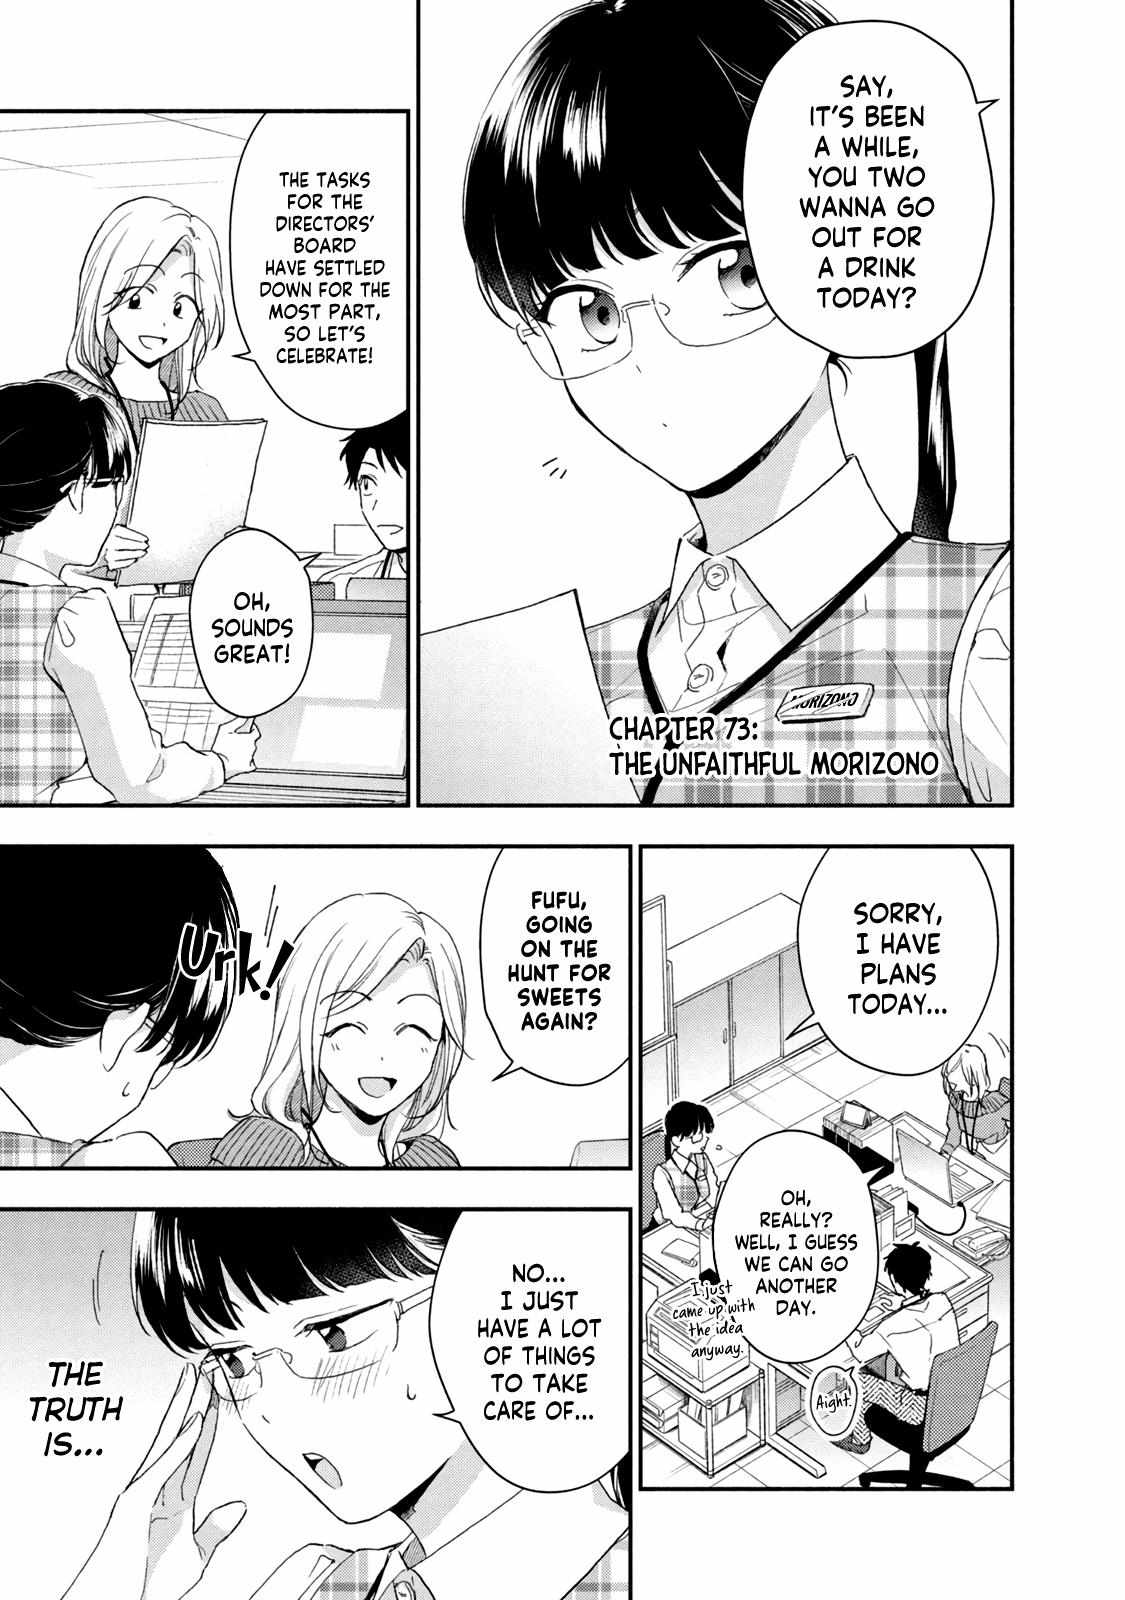 SAY,
IT'S BEEN
A WHILE,
YOU TWO
WANNA GO
OUT FOR
A DRINK
TODAY?
MORIZONO
CHAPTER 73:
THE UNFAITHFUL MORIZONO
THE TASKS
FOR THE
DIRECTORS'
BOARD
HAVE SETTLED
DOWN FOR THE
MOST PART,
SO LET'S
CELEBRATE!
OH,
SOUNDS
GREAT!
SORRY,
I HAVE
PLANS
TODAY...
OH,
REALLY?
WELL, I GUESS
WE CAN GO
ANOTHER
DAY.
I just
came up with
the idea
anyway.
Aight.
FUFU,
GOING
ON THE
HUNT FOR
SWEETS
AGAIN?
Urk!
NO...
I JUST
HAVE A LOT
OF THINGS
TO TAKE
CARE OF...
THE
TRUTH
IS...